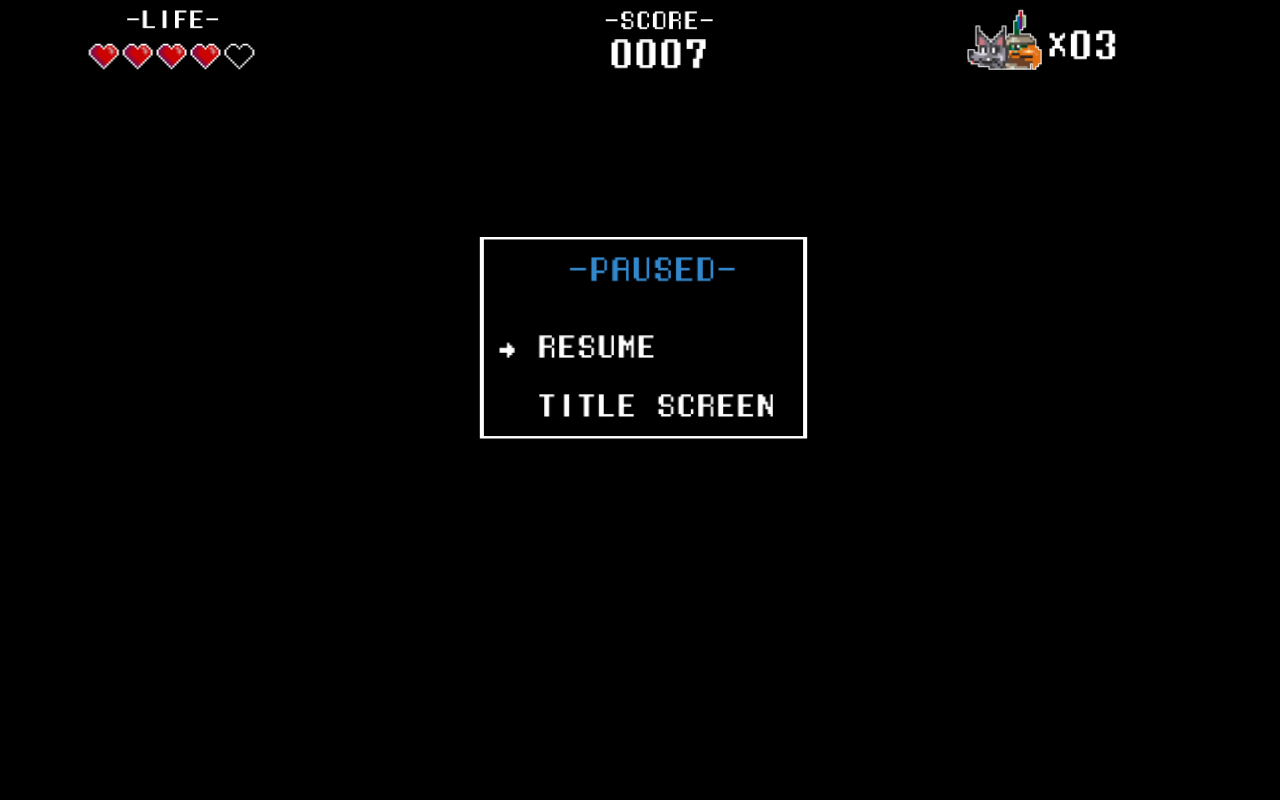 -LIFE-
-SCORE-
0007
x03
-PAUSED-
RESUME
TITLE SCREEN